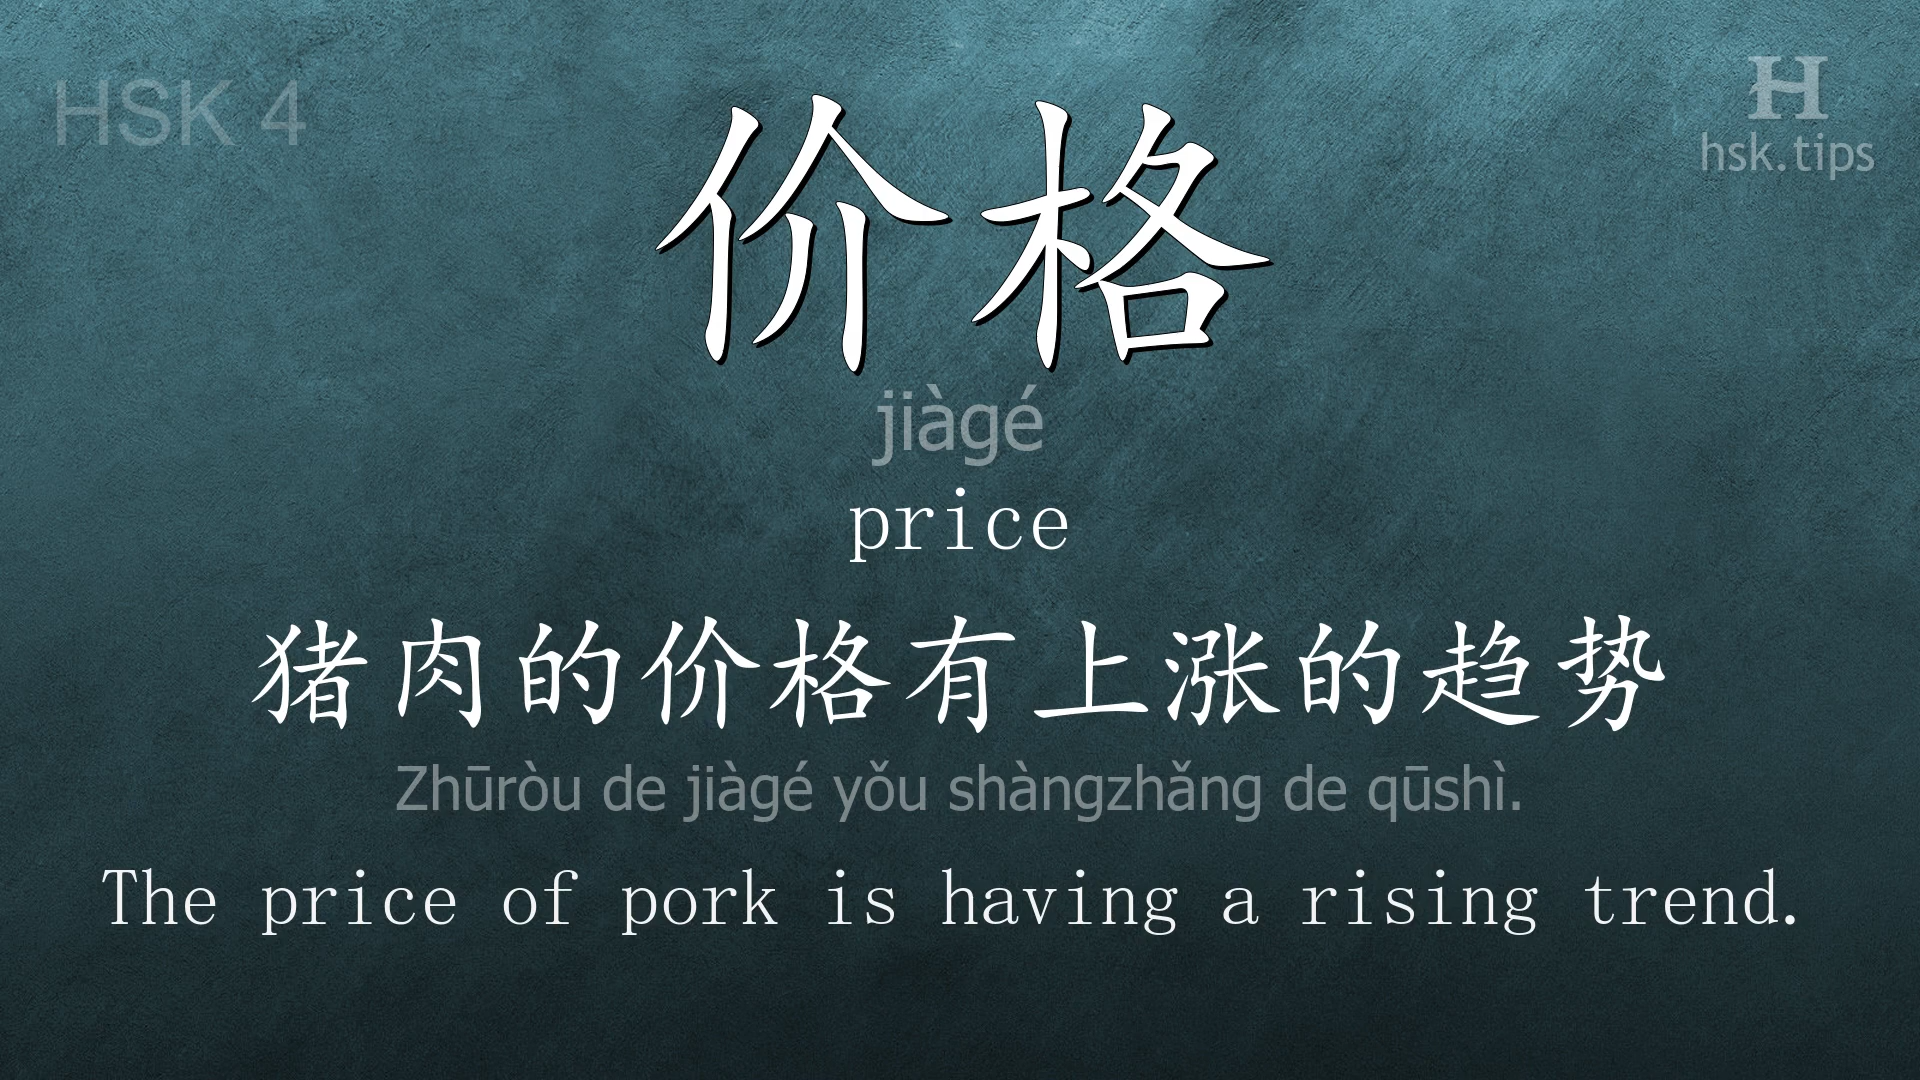 HSK 4
H
hsk.tips
价格
jiàgé
price
猪肉的价格有上涨的趋势
Zhūròu de jiàgé yǒu shàngzhǎng de qūshì.
The price of pork is having a rising trend.